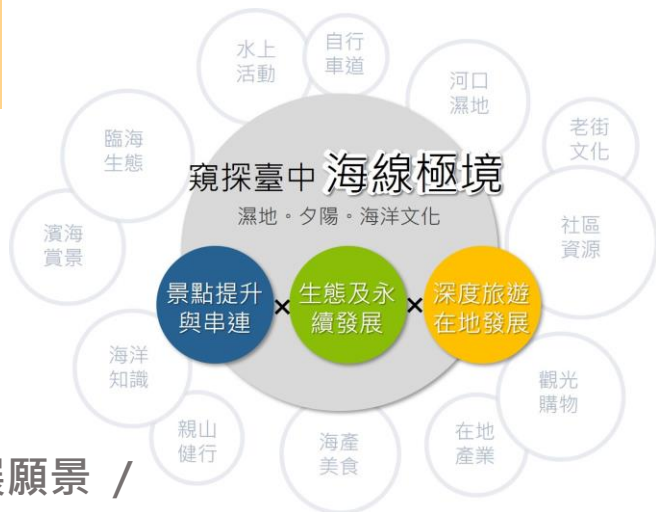 水上
活動
自行
車道
河口
濕地
老街
文化
臨海
生態
窺探臺中 海線極境
濕地。夕陽。海洋文化
濱海
賞景
社區
資源
景點提升
與串連
×
生態及永
續發展
×
深度旅遊
在地發展
海洋
知識
觀光
購物
親山
健行
海產
美食
在地
產業
展願景 /